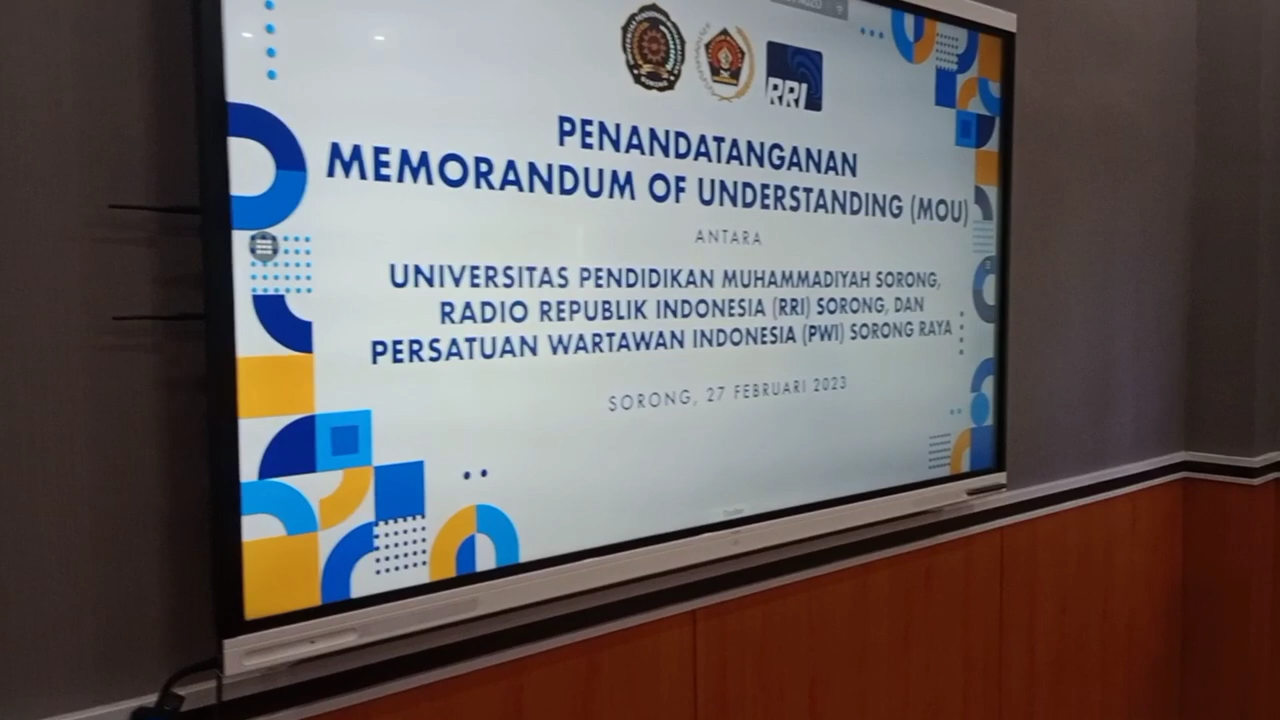 RRI
PENANDATANGANAN
MEMORANDUM OF UNDERSTANDING (MOU)
ANTARA
UNIVERSITAS PENDIDIKAN MUHAMMADIYAH SORONG,
RADIO REPUBLIK INDONESIA (RRI) SORONG, DAN
PERSATUAN WARTAWAN INDONESIA (PWI) SORONG RAYA
SORONG, 27 FEBRUARI 2023